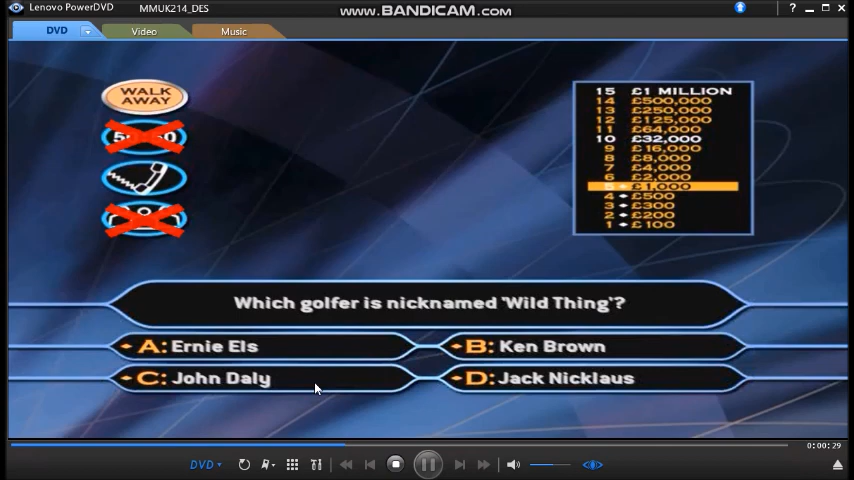 Lenovo PowerDVD
MMUK214_DES
www.BANDICAM.com
DVD
Video
Music
WALK AWAY
50:50
15 £1 MILLION
14 £500,000
13 £250,000
12 £125,000
11 £64,000
10 £32,000
9 £16,000
8 £8,000
7 £4,000
6 £2,000
5 £1,000
4 £500
3 £300
2 £200
1 £100
Which golfer is nicknamed 'Wild Thing'?
A: Ernie Els
B: Ken Brown
C: John Daly
D: Jack Nicklaus
0:00:29
DVD